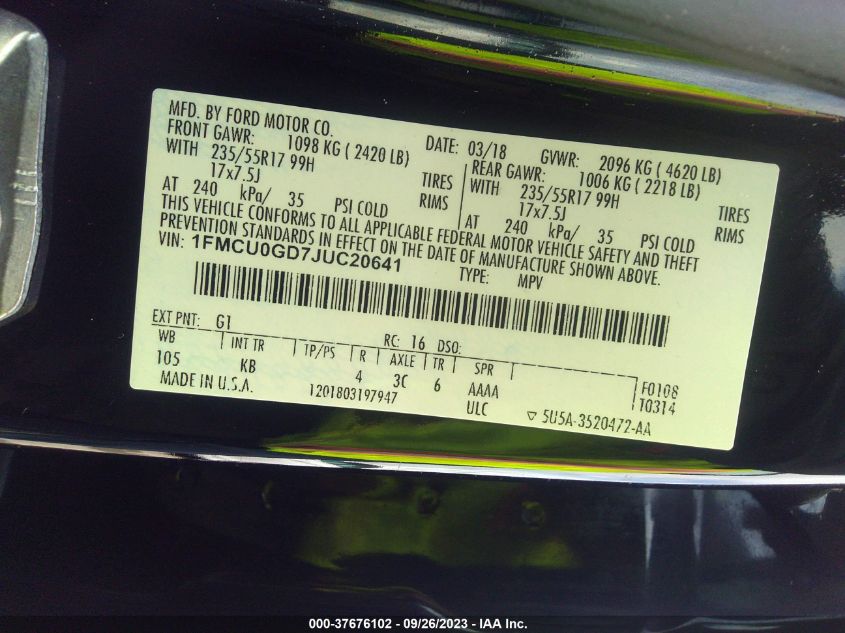 MFD. BY FORD MOTOR CO.
DATE: 03/18 GVWR: 2096 KG ( 4620 LB)
FRONT GAWR: 1098 KG ( 2420 LB) REAR GAWR: 1006 KG ( 2218 LB)
WITH 235/55R17 99H TIRES WITH 235/55R17 99H TIRES
17x7.5J RIMS 17x7.5J RIMS
AT 240 kPa/ 35 PSI COLD AT 240 kPa/ 35 PSI COLD
THIS VEHICLE CONFORMS TO ALL APPLICABLE FEDERAL MOTOR VEHICLE SAFETY AND THEFT
PREVENTION STANDARDS IN EFFECT ON THE DATE OF MANUFACTURE SHOWN ABOVE.
VIN: 1FMCU0GD7JUC20641 TYPE: MPV
EXT PNT: G1 RC: 16 DSO:
WB INT TR TP/PS R AXLE TR SPR
105 KB 4 3C 6 AAAA F0108
MADE IN U.S.A. 1201803197947 ULC ▽ 5U5A-3520472-AA T0314
000-37676102 - 09/26/2023 - IAA Inc.